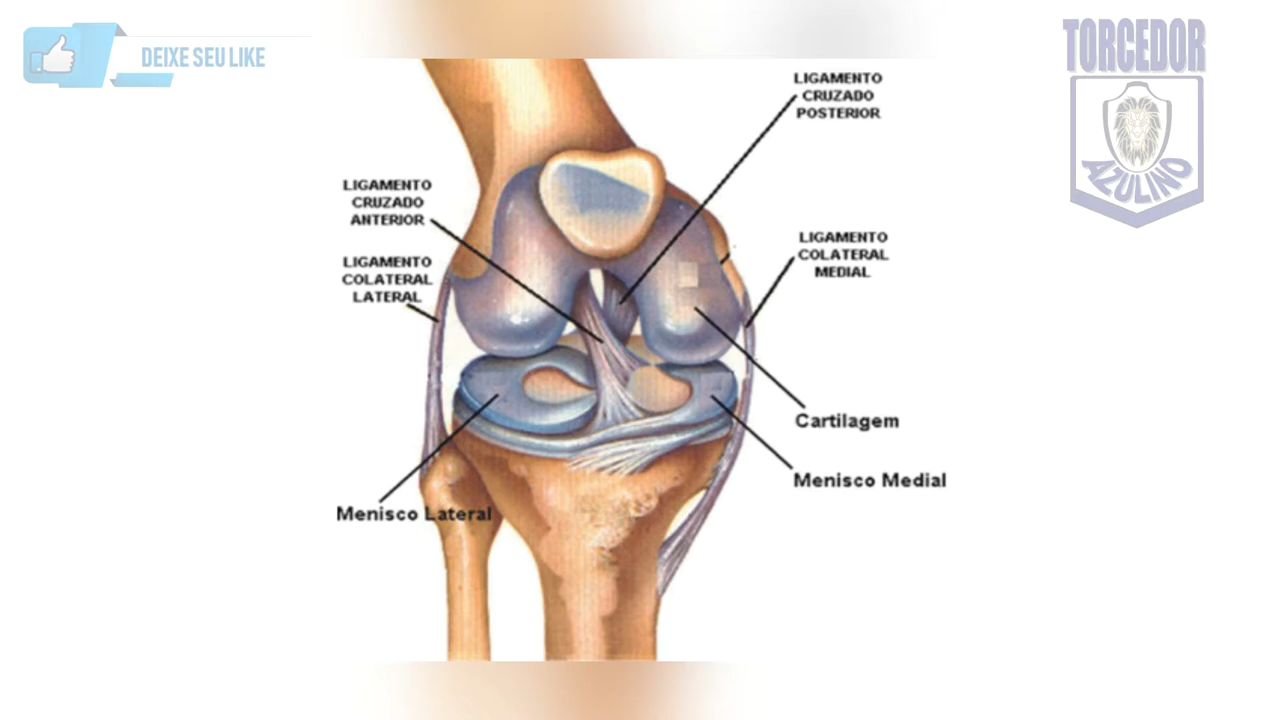 DEIXE SEU LIKE
TORCEDOR
AZULINO
LIGAMENTO
CRUZADO
POSTERIOR
LIGAMENTO
CRUZADO
ANTERIOR
LIGAMENTO
COLATERAL
LATERAL
LIGAMENTO
COLATERAL
MEDIAL
Cartilagem
Menisco Medial
Menisco Lateral